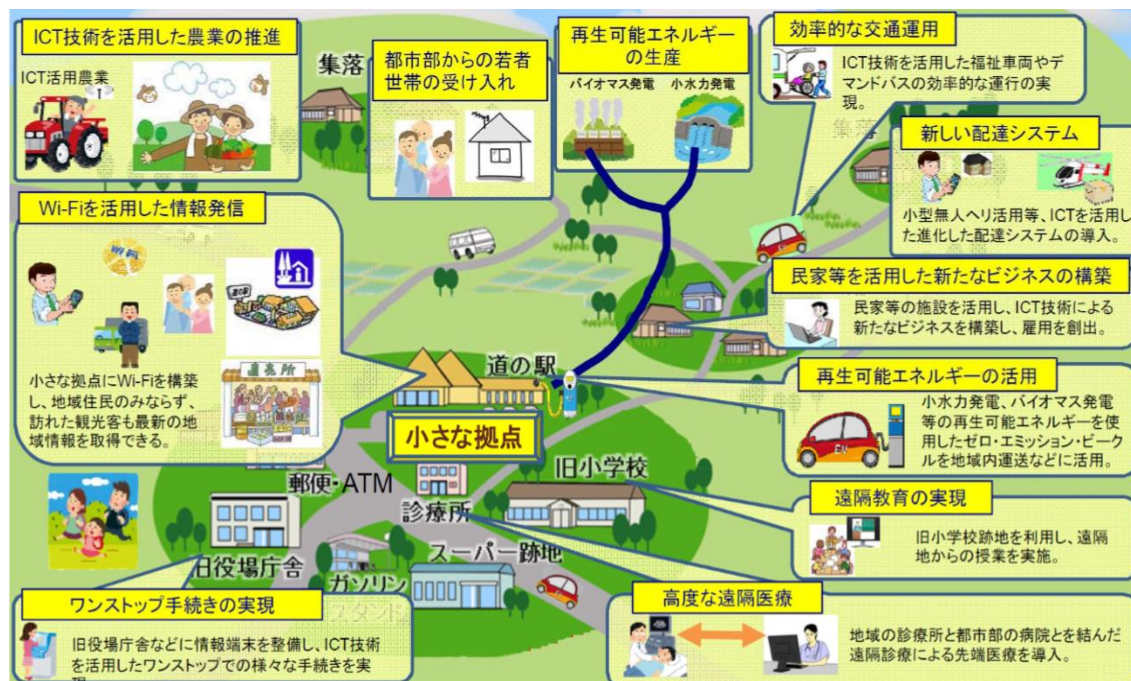 ICT技術を活用した農業の推進
ICT活用農業
集落
都市部からの若者
世帯の受け入れ
再生可能エネルギー
の生産
バイオマス発電
小水力発電
効率的な交通運用
ICT技術を活用した福祉車両やデ
マンドバスの効率的な運行の実
現。
集落
新しい配達システム
小型無人ヘリ活用等、ICTを活用し
た進化した配達システムの導入。
Wi-Fiを活用した情報発信
道の駅
直売所
小さな拠点にWi-Fiを構築
し、地域住民のみならず、
訪れた観光客も最新の地
域情報を取得できる。
民家等を活用した新たなビジネスの構築
民家等の施設を活用し、ICT技術による
新たなビジネスを構築し、雇用を創出。
道の駅
小さな拠点
再生可能エネルギーの活用
小水力発電、バイオマス発電
等の再生可能エネルギーを使
用したゼロ・エミッション・ビーク
ルを地域内運送などに活用。
EV
郵便・ATM
診療所
旧小学校
旧役場庁舎
ガソリン
スタンド
スーパー跡地
遠隔教育の実現
旧小学校跡地を利用し、遠隔
地からの授業を実施。
ワンストップ手続きの実現
旧役場庁舎などに情報端末を整備し、ICT技術
を活用したワンストップでの様々な手続きを実
現
高度な遠隔医療
地域の診療所と都市部の病院とを結んだ
遠隔診療による先端医療を導入。